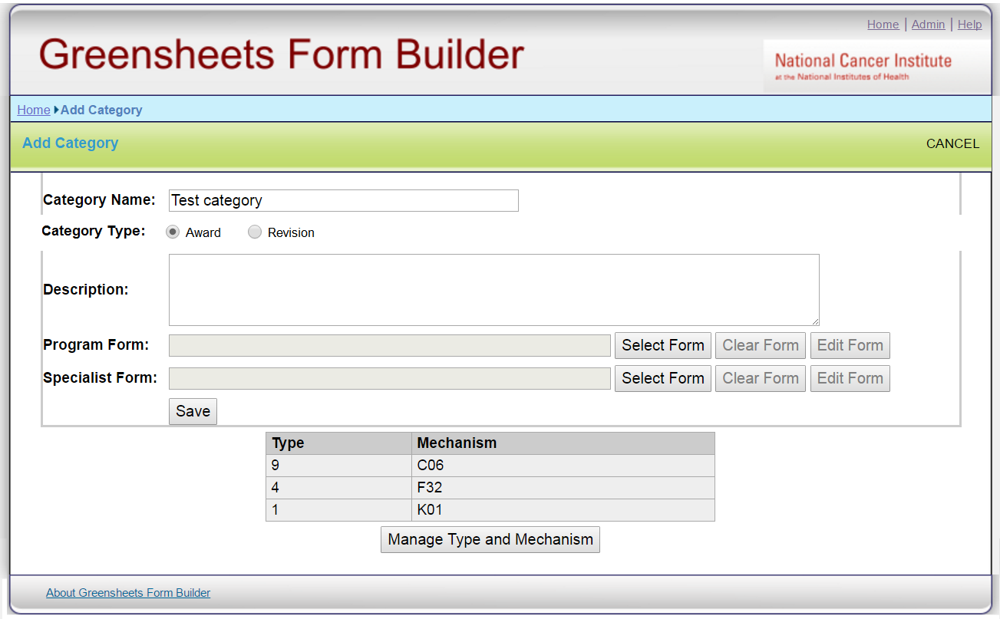 Home | Admin | Help
Greensheets Form Builder
National Cancer Institute
at the National Institutes of Health
Home Add Category
Add Category CANCEL
Category Name: Test category
Category Type: Award Revision
Description:
Program Form: Select Form Clear Form Edit Form
Specialist Form: Select Form Clear Form Edit Form
Save
Type Mechanism
9 C06
4 F32
1 K01
Manage Type and Mechanism
About Greensheets Form Builder